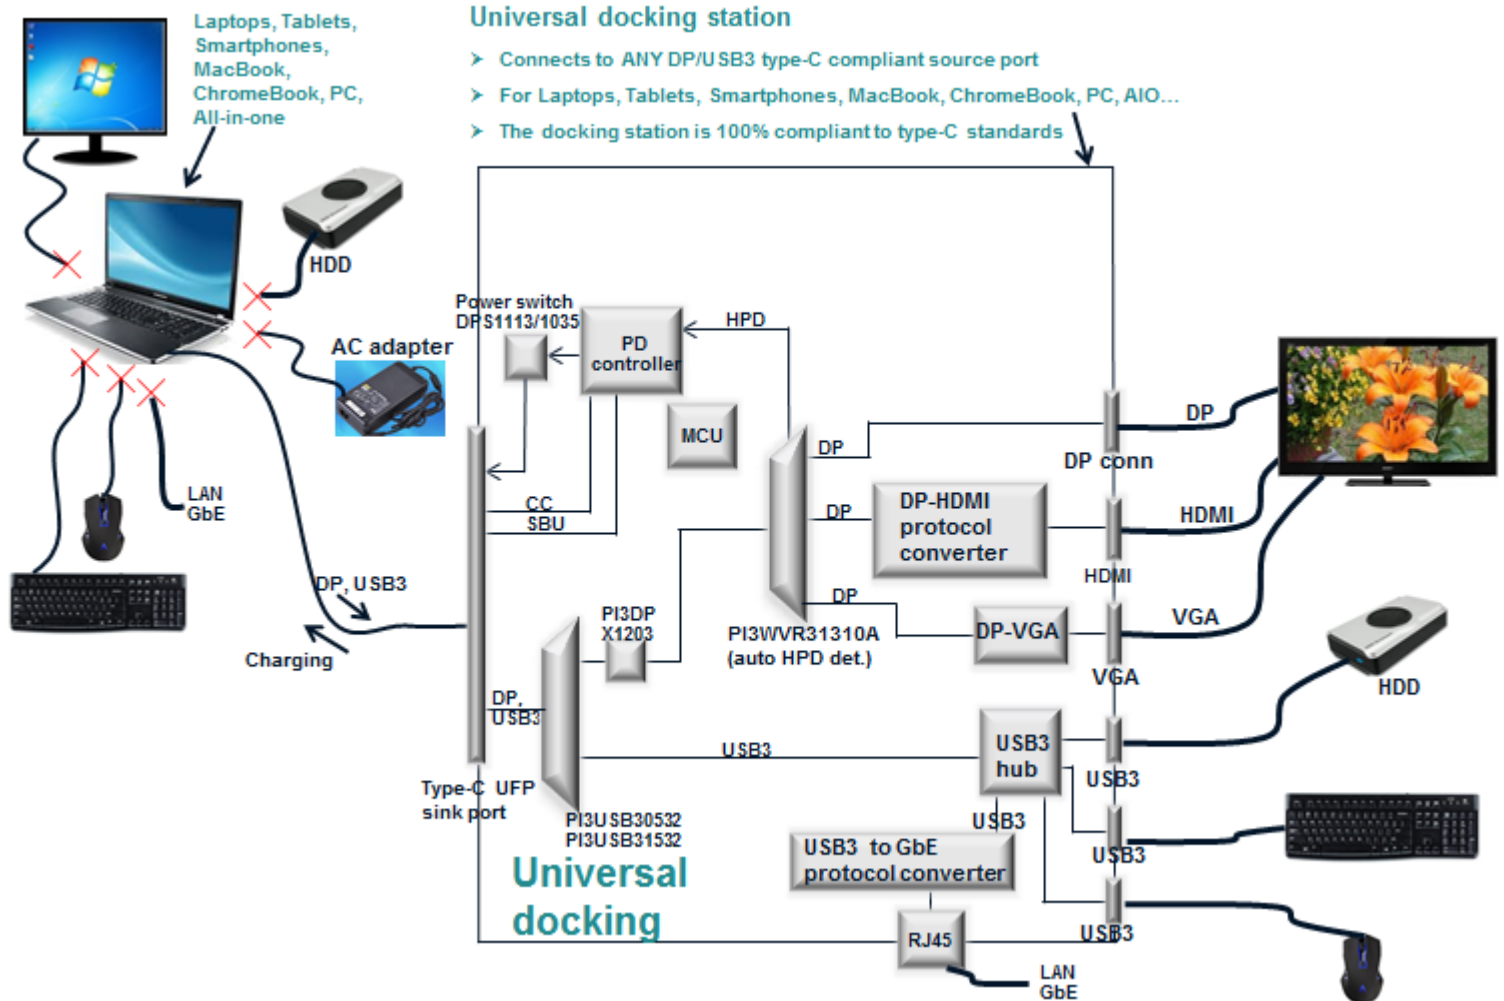 Laptops, Tablets,
Smartphones,
MacBook,
ChromeBook, PC,
All-in-one
Universal docking station
➢ Connects to ANY DP/USB3 type-C compliant source port
➢ For Laptops, Tablets, Smartphones, MacBook, ChromeBook, PC, AIO...
➢ The docking station is 100% compliant to type-C standards
HDD
AC adapter
LAN
GbE
DP, USB3
Charging
Power switch
DPS1113/1035
PD
controller
HPD
MCU
CC
SBU
DP
DP
DP
DP-HDMI
protocol
converter
DP-VGA
PI3DP
X1203
PI3WVR31310A
(auto HPD det.)
DP conn
HDMI
VGA
DP
HDMI
VGA
HDD
DP,
USB3
Type-C UFP
sink port
PI3USB30532
PI3USB31532
USB3
USB3
hub
USB3
USB3
USB3
USB3
USB3 to GbE
protocol converter
RJ45
LAN
GbE
Universal
docking